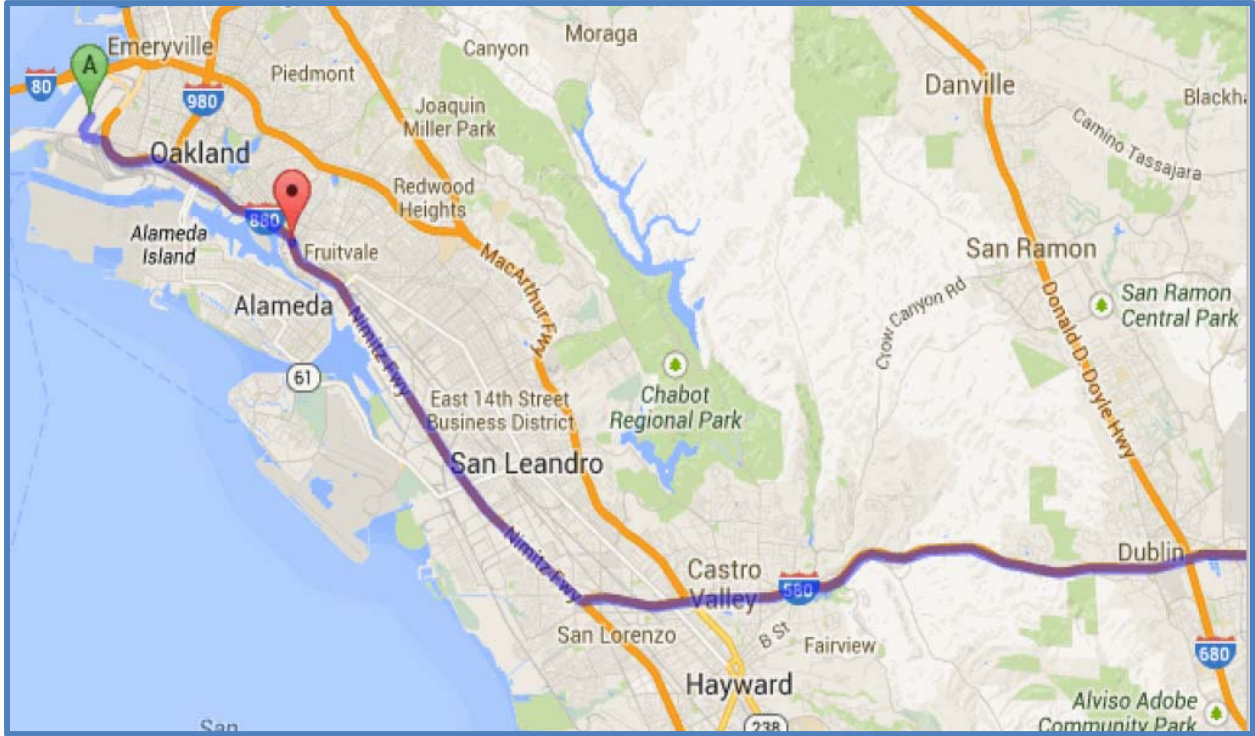 Emeryville
A
80
980
Piedmont
Canyon
Moraga
Danville
Joaquin
Miller Park
Camino Tassajara
Oakland
Redwood
Heights
880
Alameda
Island
Fruitvale
San Ramon
MacArthur Fwy
Crow Canyon Rd
Donald D. Doyle Hwy
San Ramon
Central Park
Alameda
Nimitz Fwy
61
East 14th Street
Business District
Chabot
Regional Park
San Leandro
Nimitz Fwy
Castro
Valley
580
Dublin
San Lorenzo
B St
Fairview
680
Hayward
238
Alviso Adobe
Community Park
San